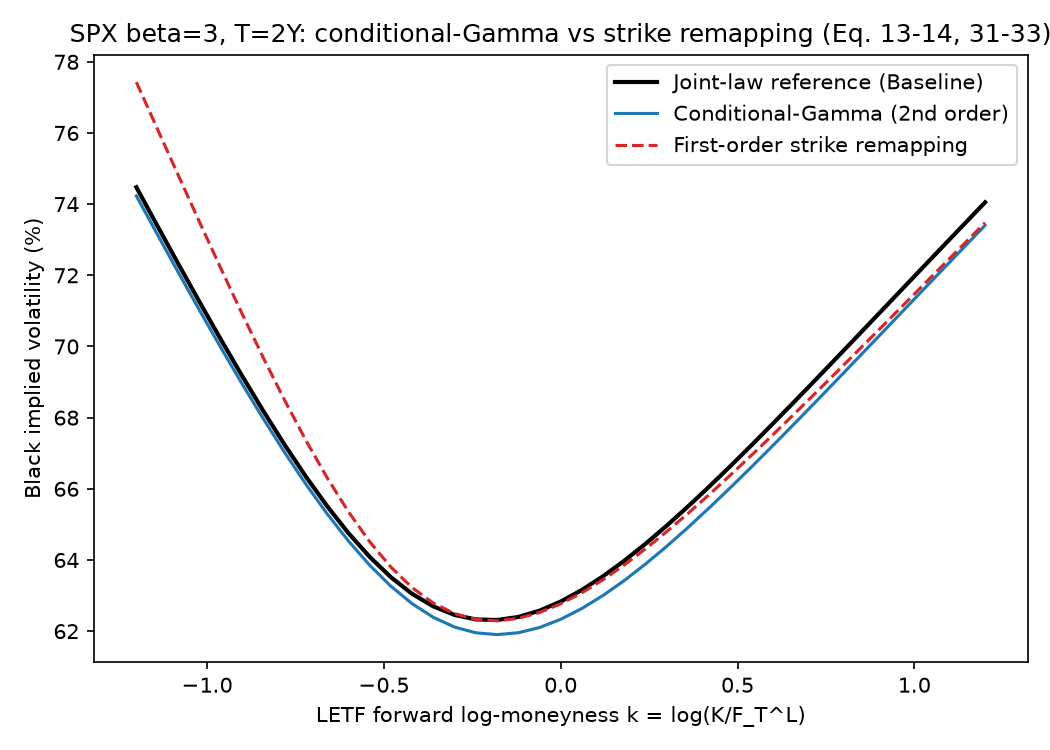 SPX beta=3, T=2Y: conditional-Gamma vs strike remapping (Eq. 13-14, 31-33)
Joint-law reference (Baseline)
Conditional-Gamma (2nd order)
First-order strike remapping
Black implied volatility (%)
78
76
74
72
70
68
66
64
62
−1.0
−0.5
0.0
0.5
1.0
LETF forward log-moneyness k = log(K/F_T^L)